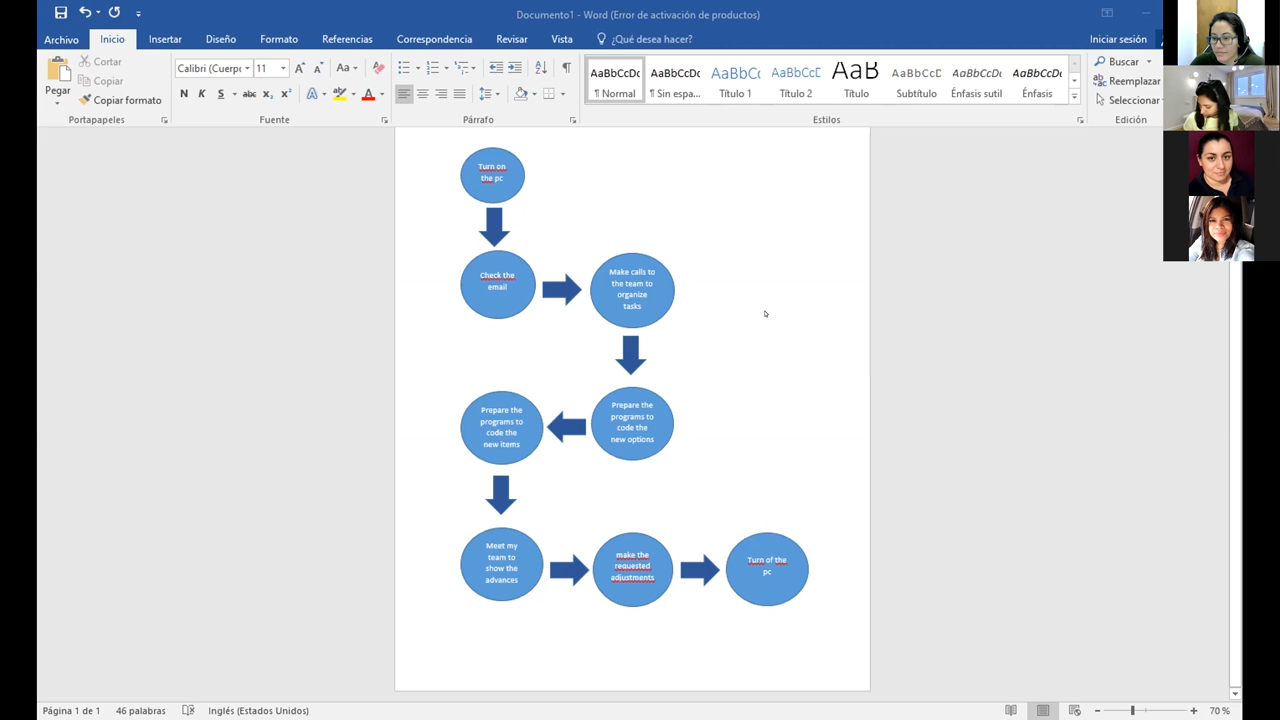 Documento1 - Word (Error de activación de productos)
Archivo Inicio Insertar Diseño Formato Referencias Correspondencia Revisar Vista ¿Qué desea hacer? Iniciar sesión
Pegar
Cortar
Copiar
Copiar formato
Portapapeles
Calibri (Cuerpo 11
N K S abc x₂ x²
Fuente
Párrafo
AaBbCcDc AaBbCcDc AaBbCc AaBbCcC AaB AaBbCcD AaBbCcDc AaBbCcDc
¶ Normal ¶ Sin espa... Título 1 Título 2 Título Subtítulo Énfasis sutil Énfasis
Estilos
Buscar
Reemplazar
Seleccionar
Edición
Turn on
the pc
Check the
email
Make calls to
the team to
organize
tasks
Prepare the
programs to
code the
new options
Prepare the
programs to
code the
new items
Meet my
team to
show the
advances
make the
requested
adjustments
Turn of the
pc
Página 1 de 1 46 palabras Inglés (Estados Unidos) 70 %